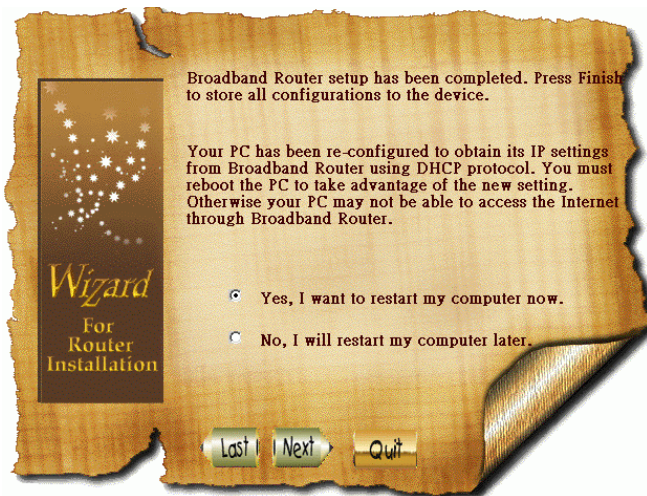 Broadband Router setup has been completed. Press Finish
to store all configurations to the device.
Your PC has been re-configured to obtain its IP settings
from Broadband Router using DHCP protocol. You must
reboot the PC to take advantage of the new setting.
Otherwise your PC may not be able to access the Internet
through Broadband Router.
Wizard
For
Router
Installation
Yes, I want to restart my computer now.
No, I will restart my computer later.
Last Next Quit